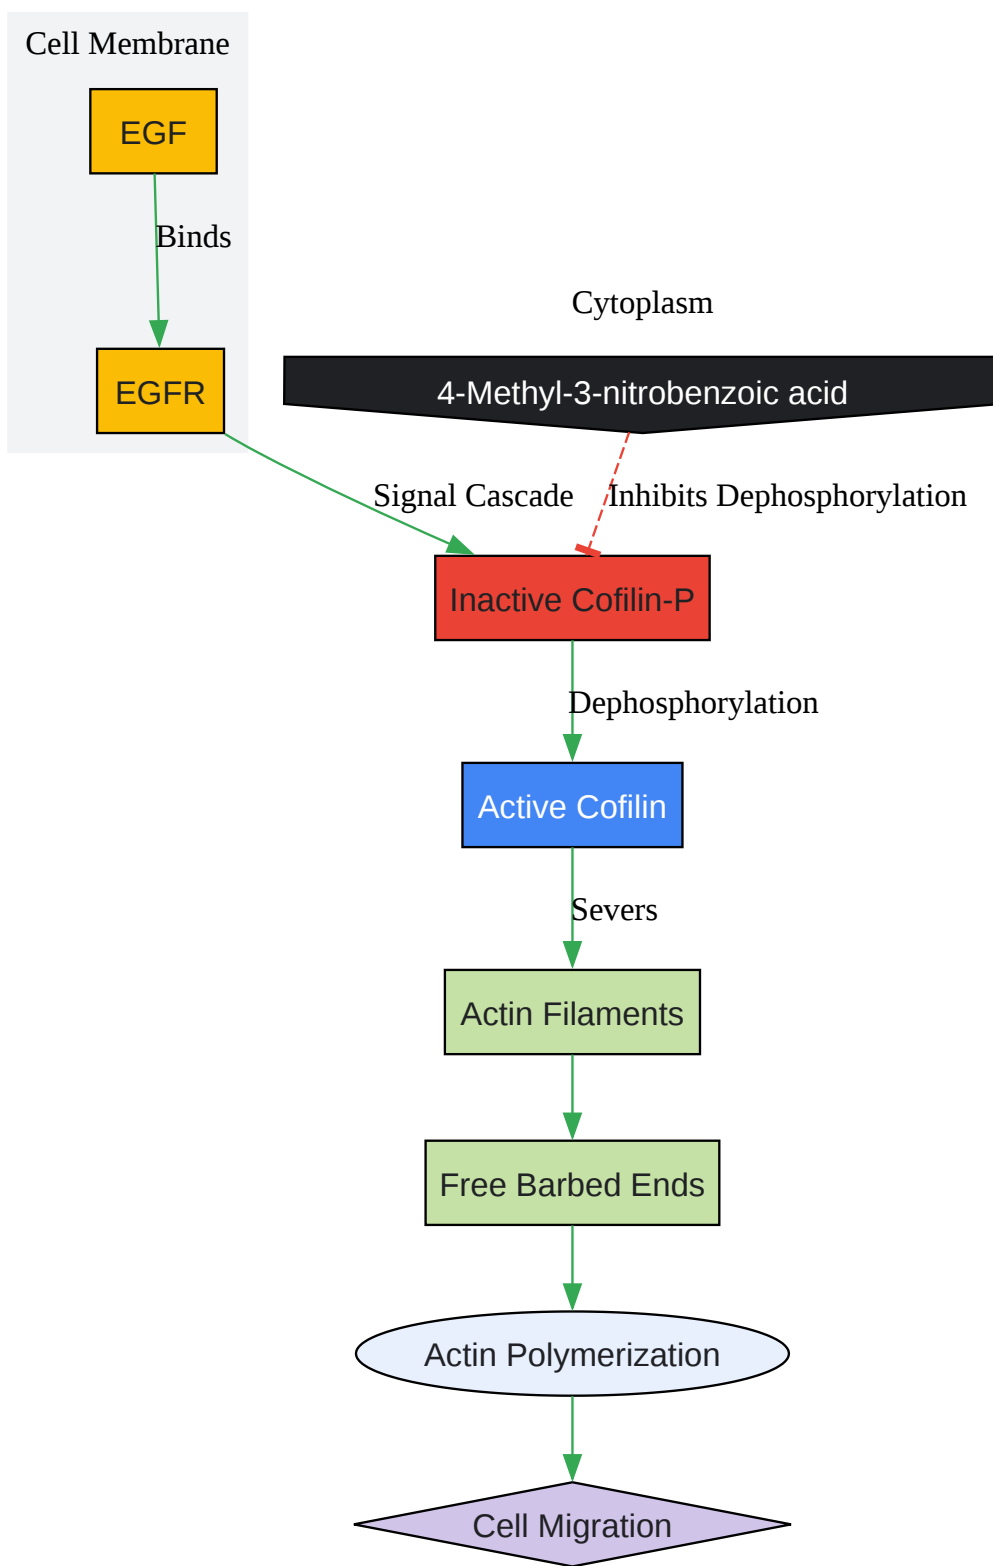 Cell Membrane
EGF
Binds
Cytoplasm
EGFR
4-Methyl-3-nitrobenzoic acid
Signal Cascade
Inhibits Dephosphorylation
Inactive Cofilin-P
Dephosphorylation
Active Cofilin
Severs
Actin Filaments
Free Barbed Ends
Actin Polymerization
Cell Migration